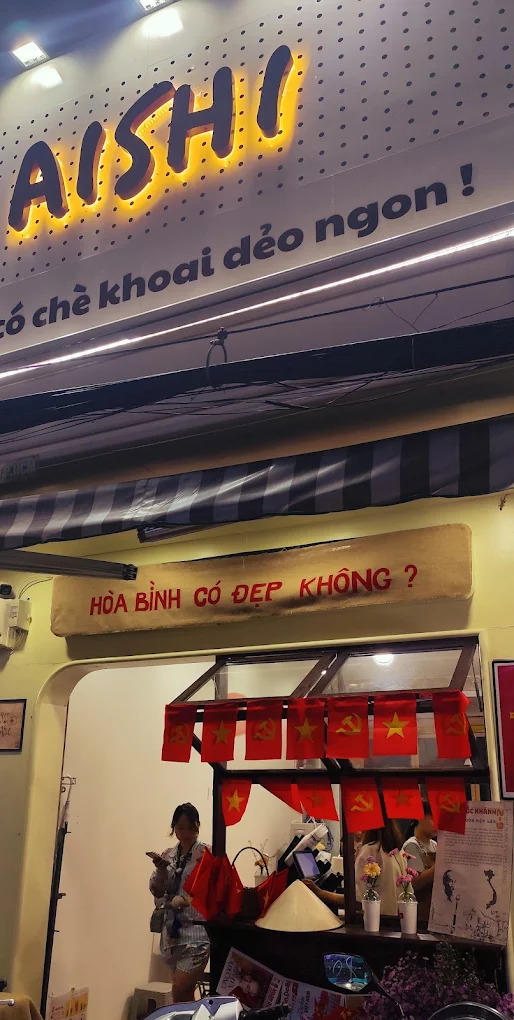 AISHI
có chè khoai dẻo ngon !
HÒA BÌNH CÓ ĐẸP KHÔNG ?